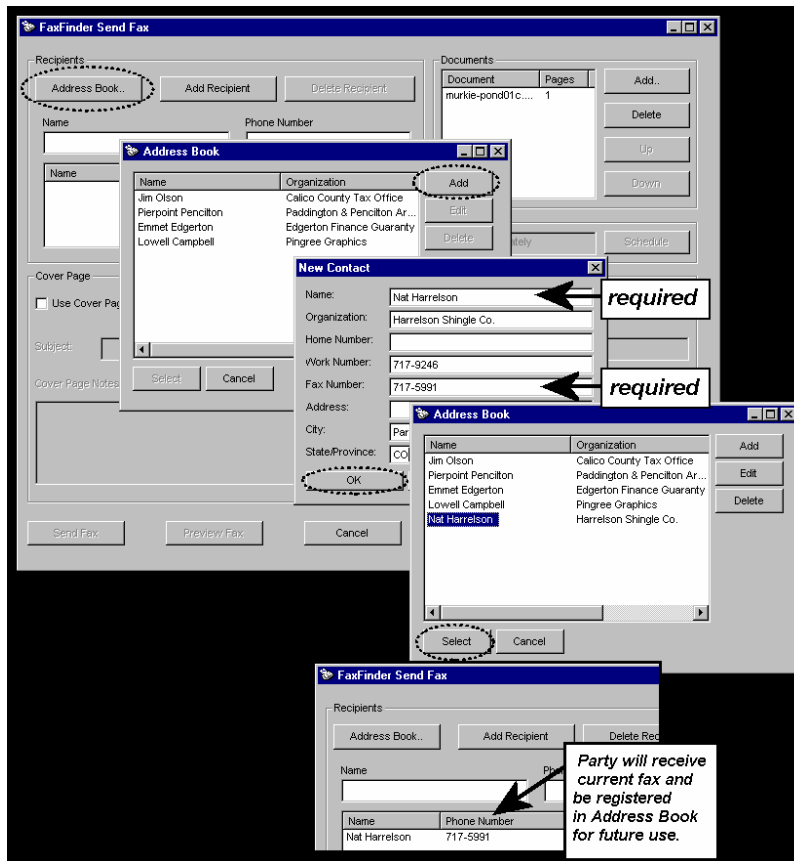 FaxFinder Send Fax
Recipients
Address Book..
Add Recipient
Delete Recipient
Name
Phone Number
Name
Documents
Document Pages
murkie-pond01c.... 1
Add..
Delete
Up
Down
Schedule
Cover Page
Use Cover Pag
Subject:
Cover Page Notes
Send Fax
Preview Fax
Cancel
Address Book
Name Organization
Jim Olson Calico County Tax Office
Pierpoint Pencilton Paddington & Pencilton Ar...
Emmet Edgerton Edgerton Finance Guaranty
Lowell Campbell Pingree Graphics
Add
Edit
Delete
Select
Cancel
New Contact
Name: Nat Harrelson
required
Organization: Harrelson Shingle Co.
Home Number:
Work Number: 717-9246
Fax Number: 717-5991
required
Address:
City: Par
State/Province: CO
OK
Address Book
Name Organization
Jim Olson Calico County Tax Office
Pierpoint Pencilton Paddington & Pencilton Ar...
Emmet Edgerton Edgerton Finance Guaranty
Lowell Campbell Pingree Graphics
Nat Harrelson Harrelson Shingle Co.
Add
Edit
Delete
Select
Cancel
FaxFinder Send Fax
Recipients
Address Book..
Add Recipient
Delete Rec
Name
Pho
Name Phone Number
Nat Harrelson 717-5991
Party will receive
current fax and
be registered
in Address Book
for future use.